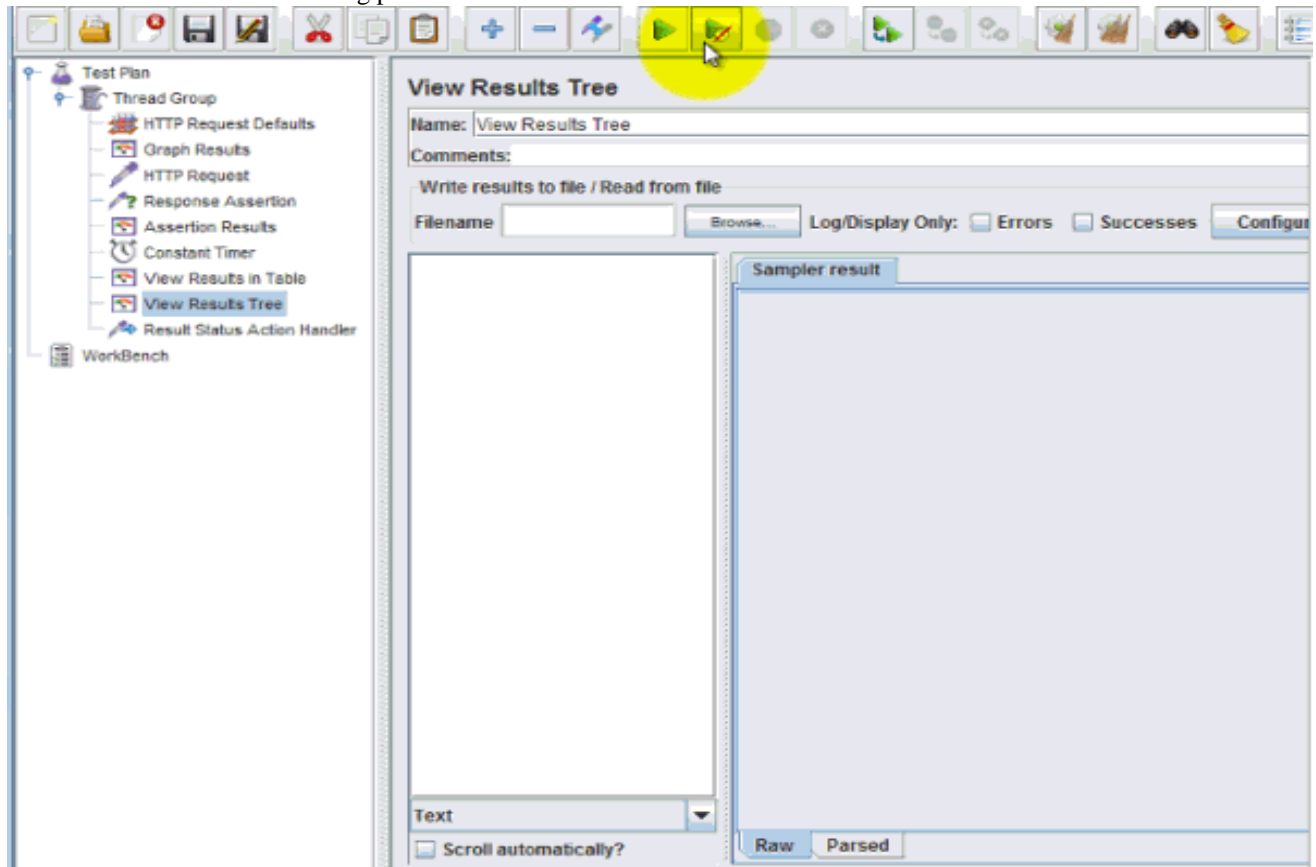 Test Plan
Thread Group
HTTP Request Defaults
Graph Results
HTTP Request
Response Assertion
Assertion Results
Constant Timer
View Results in Table
View Results Tree
Result Status Action Handler
WorkBench
View Results Tree
Name: View Results Tree
Comments:
Write results to file / Read from file
Filename Browse... Log/Display Only: Errors Successes Configur
Sampler result
Text
Scroll automatically?
Raw Parsed